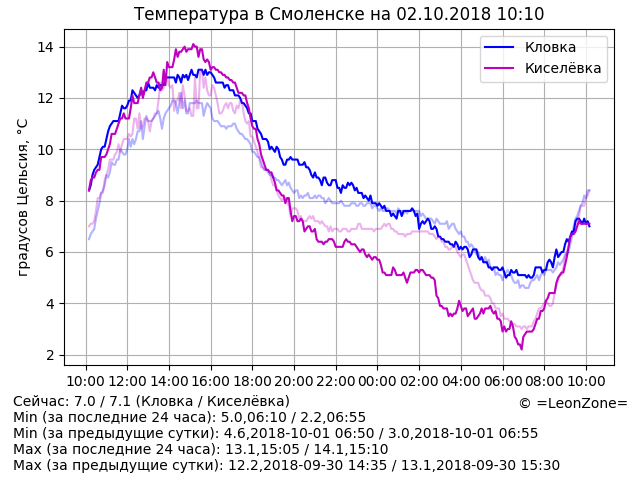 Температура в Смоленске на 02.10.2018 10:10
Кловка
Киселёвка
градусов Цельсия, °C
14
12
10
8
6
4
2
10:00 12:00 14:00 16:00 18:00 20:00 22:00 00:00 02:00 04:00 06:00 08:00 10:00
Сейчас: 7.0 / 7.1 (Кловка / Киселёвка)
© =LeonZone=
Min (за последние 24 часа): 5.0,06:10 / 2.2,06:55
Min (за предыдущие сутки): 4.6,2018-10-01 06:50 / 3.0,2018-10-01 06:55
Max (за последние 24 часа): 13.1,15:05 / 14.1,15:10
Max (за предыдущие сутки): 12.2,2018-09-30 14:35 / 13.1,2018-09-30 15:30